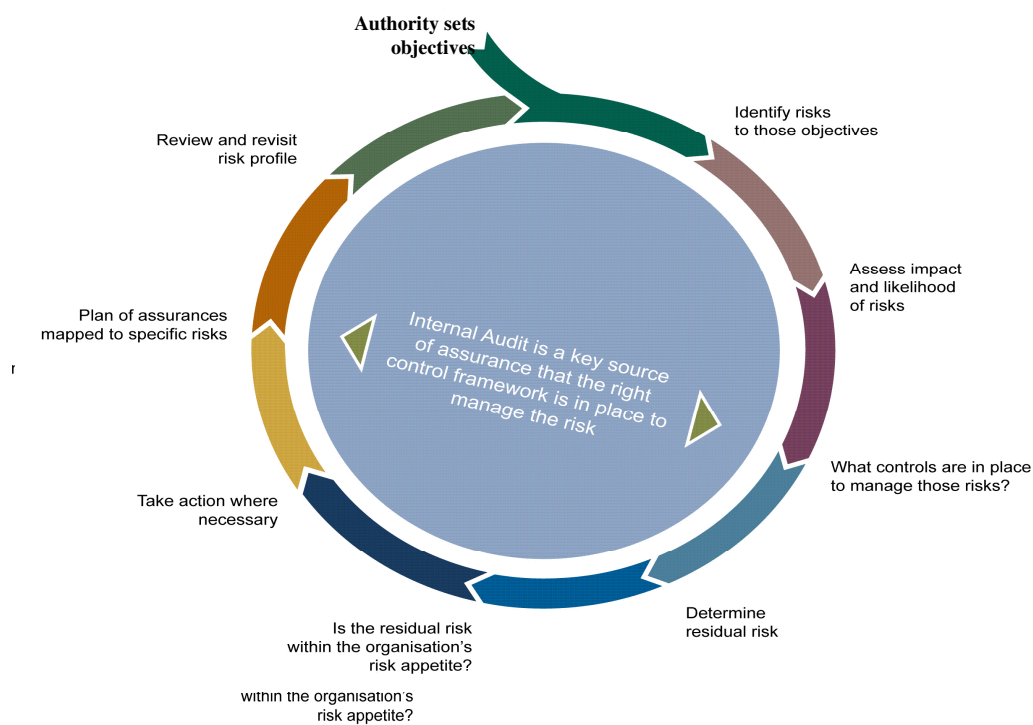 Authority sets
objectives
Identify risks
to those objectives
Assess impact
and likelihood
of risks
What controls are in place
to manage those risks?
Determine
residual risk
Is the residual risk
within the organisation's
risk appetite?
within the organisation's
risk appetite?
Take action where
necessary
Plan of assurances
mapped to specific risks
Review and revisit
risk profile
Internal Audit is a key source
of assurance that the right
control framework is in place to
manage the risk